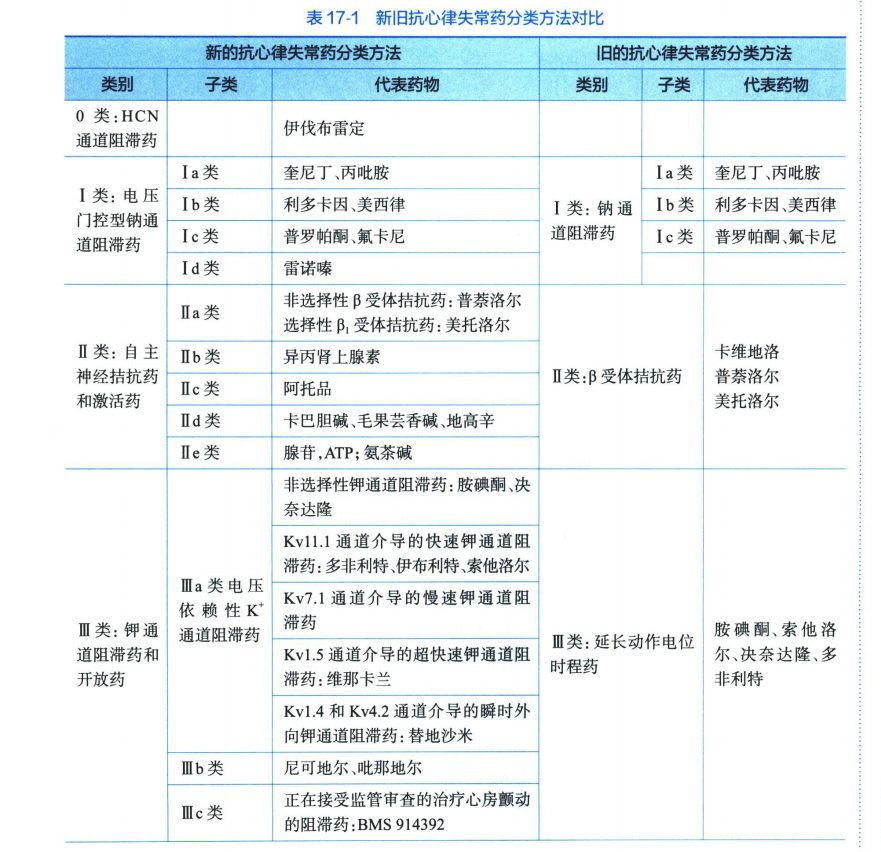 表 17-1 新旧抗心律失常药分类方法对比
新的抗心律失常药分类方法 旧的抗心律失常药分类方法
类别 子类 代表药物 类别 子类 代表药物
0 类:HCN
通道阻滞药
伊伐布雷定
Ⅰ类:电压
门控型钠通
道阻滞药
Ⅰa 类 奎尼丁、丙吡胺
Ⅰb 类 利多卡因、美西律
Ⅰc 类 普罗帕酮、氟卡尼
Ⅰd 类 雷诺嗪
Ⅰ类:钠通
道阻滞药
Ⅰa 类 奎尼丁、丙吡胺
Ⅰb 类 利多卡因、美西律
Ⅰc 类 普罗帕酮、氟卡尼
Ⅱ类:自主
神经拮抗药
和激活药
Ⅱa 类
非选择性 β 受体拮抗药:普萘洛尔
选择性 β₁ 受体拮抗药:美托洛尔
Ⅱb 类 异丙肾上腺素
Ⅱc 类 阿托品
Ⅱd 类 卡巴胆碱、毛果芸香碱、地高辛
Ⅱe 类 腺苷,ATP;氨茶碱
Ⅱ类:β 受体拮抗药
卡维地洛
普萘洛尔
美托洛尔
Ⅲ类:钾通
道阻滞药和
开放药
Ⅲa 类电压
依赖性 K⁺
通道阻滞药
非选择性钾通道阻滞药:胺碘酮、决
奈达隆
Kv11.1 通道介导的快速钾通道阻
滞药:多非利特、伊布利特、索他洛尔
Kv7.1 通道介导的慢速钾通道阻
滞药
Kv1.5 通道介导的超快速钾通道阻
滞药:维那卡兰
Kv1.4 和 Kv4.2 通道介导的瞬时外
向钾通道阻滞药:替地沙米
Ⅲb 类 尼可地尔、吡那地尔
Ⅲc 类
正在接受监管审查的治疗心房颤动
的阻滞药:BMS 914392
Ⅲ类:延长动作电位
时程药
胺碘酮、索他洛
尔、决奈达隆、多
非利特